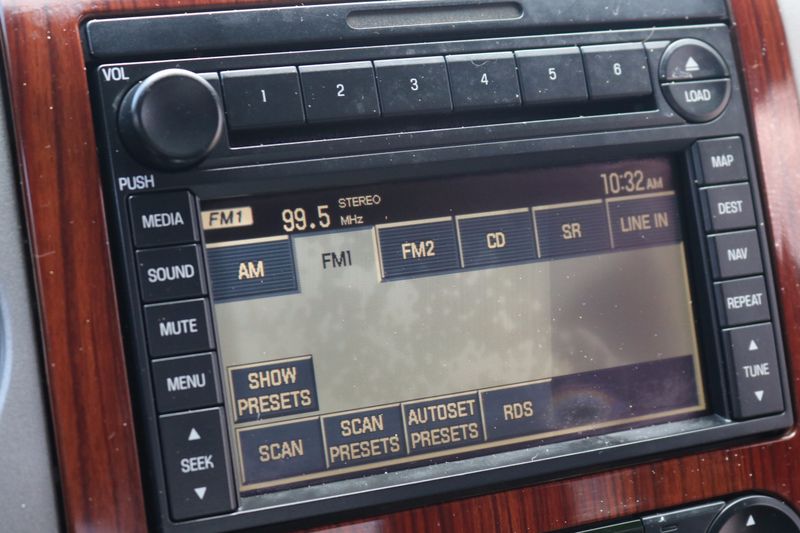 VOL
1 2 3 4 5 6
LOAD
PUSH
MEDIA
SOUND
MUTE
MENU
SEEK
FM1 99.5 STEREO MHz 10:32 AM
AM FM1 FM2 CD SR LINE IN
SHOW PRESETS
SCAN
SCAN PRESETS
AUTOSET PRESETS
RDS
MAP
DEST
NAV
REPEAT
TUNE